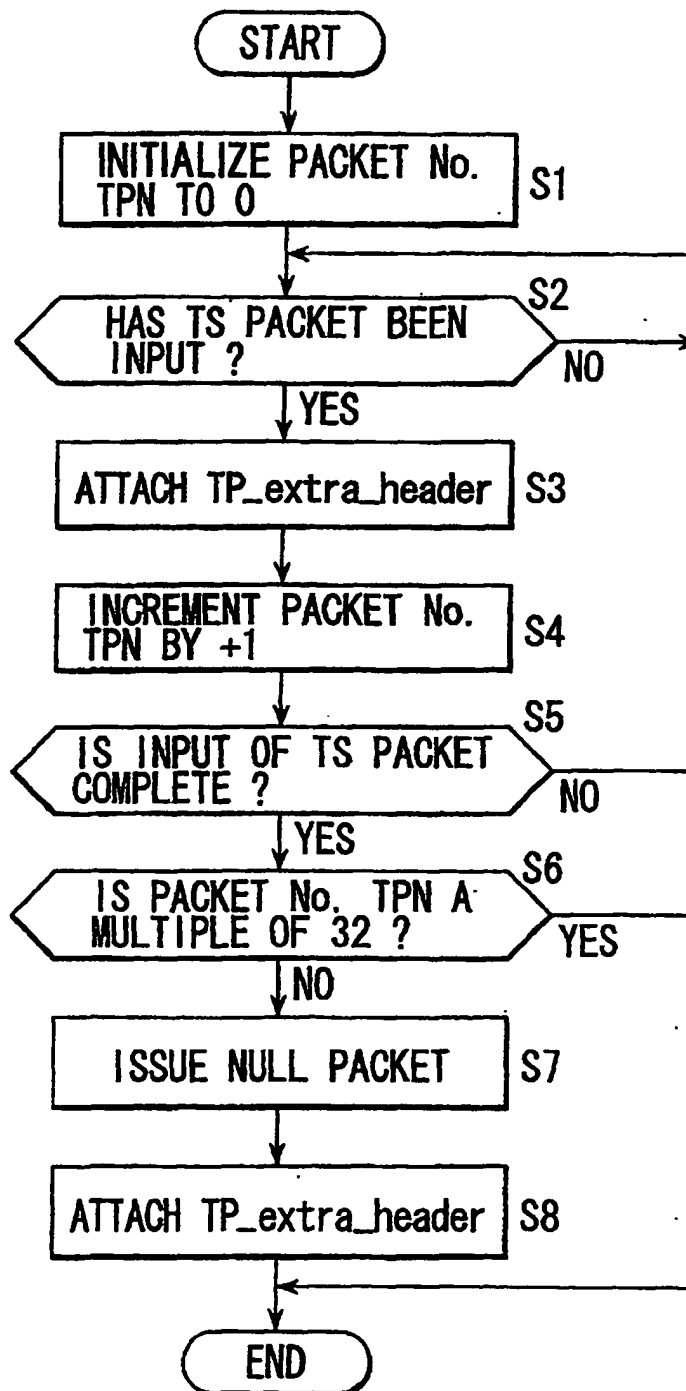 START
INITIALIZE PACKET No.
TPN TO 0
S1
S2
HAS TS PACKET BEEN
INPUT ?
NO
YES
ATTACH TP_extra_header
S3
INCREMENT PACKET No.
TPN BY +1
S4
S5
IS INPUT OF TS PACKET
COMPLETE ?
NO
YES
S6
IS PACKET No. TPN A
MULTIPLE OF 32 ?
YES
NO
ISSUE NULL PACKET
S7
ATTACH TP_extra_header
S8
END